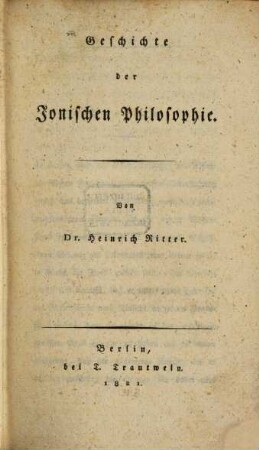 Geschichte
der
Jonischen Philosophie.
Von
Dr. Heinrich Ritter.
Berlin,
bei T. Trautwein.
1821.